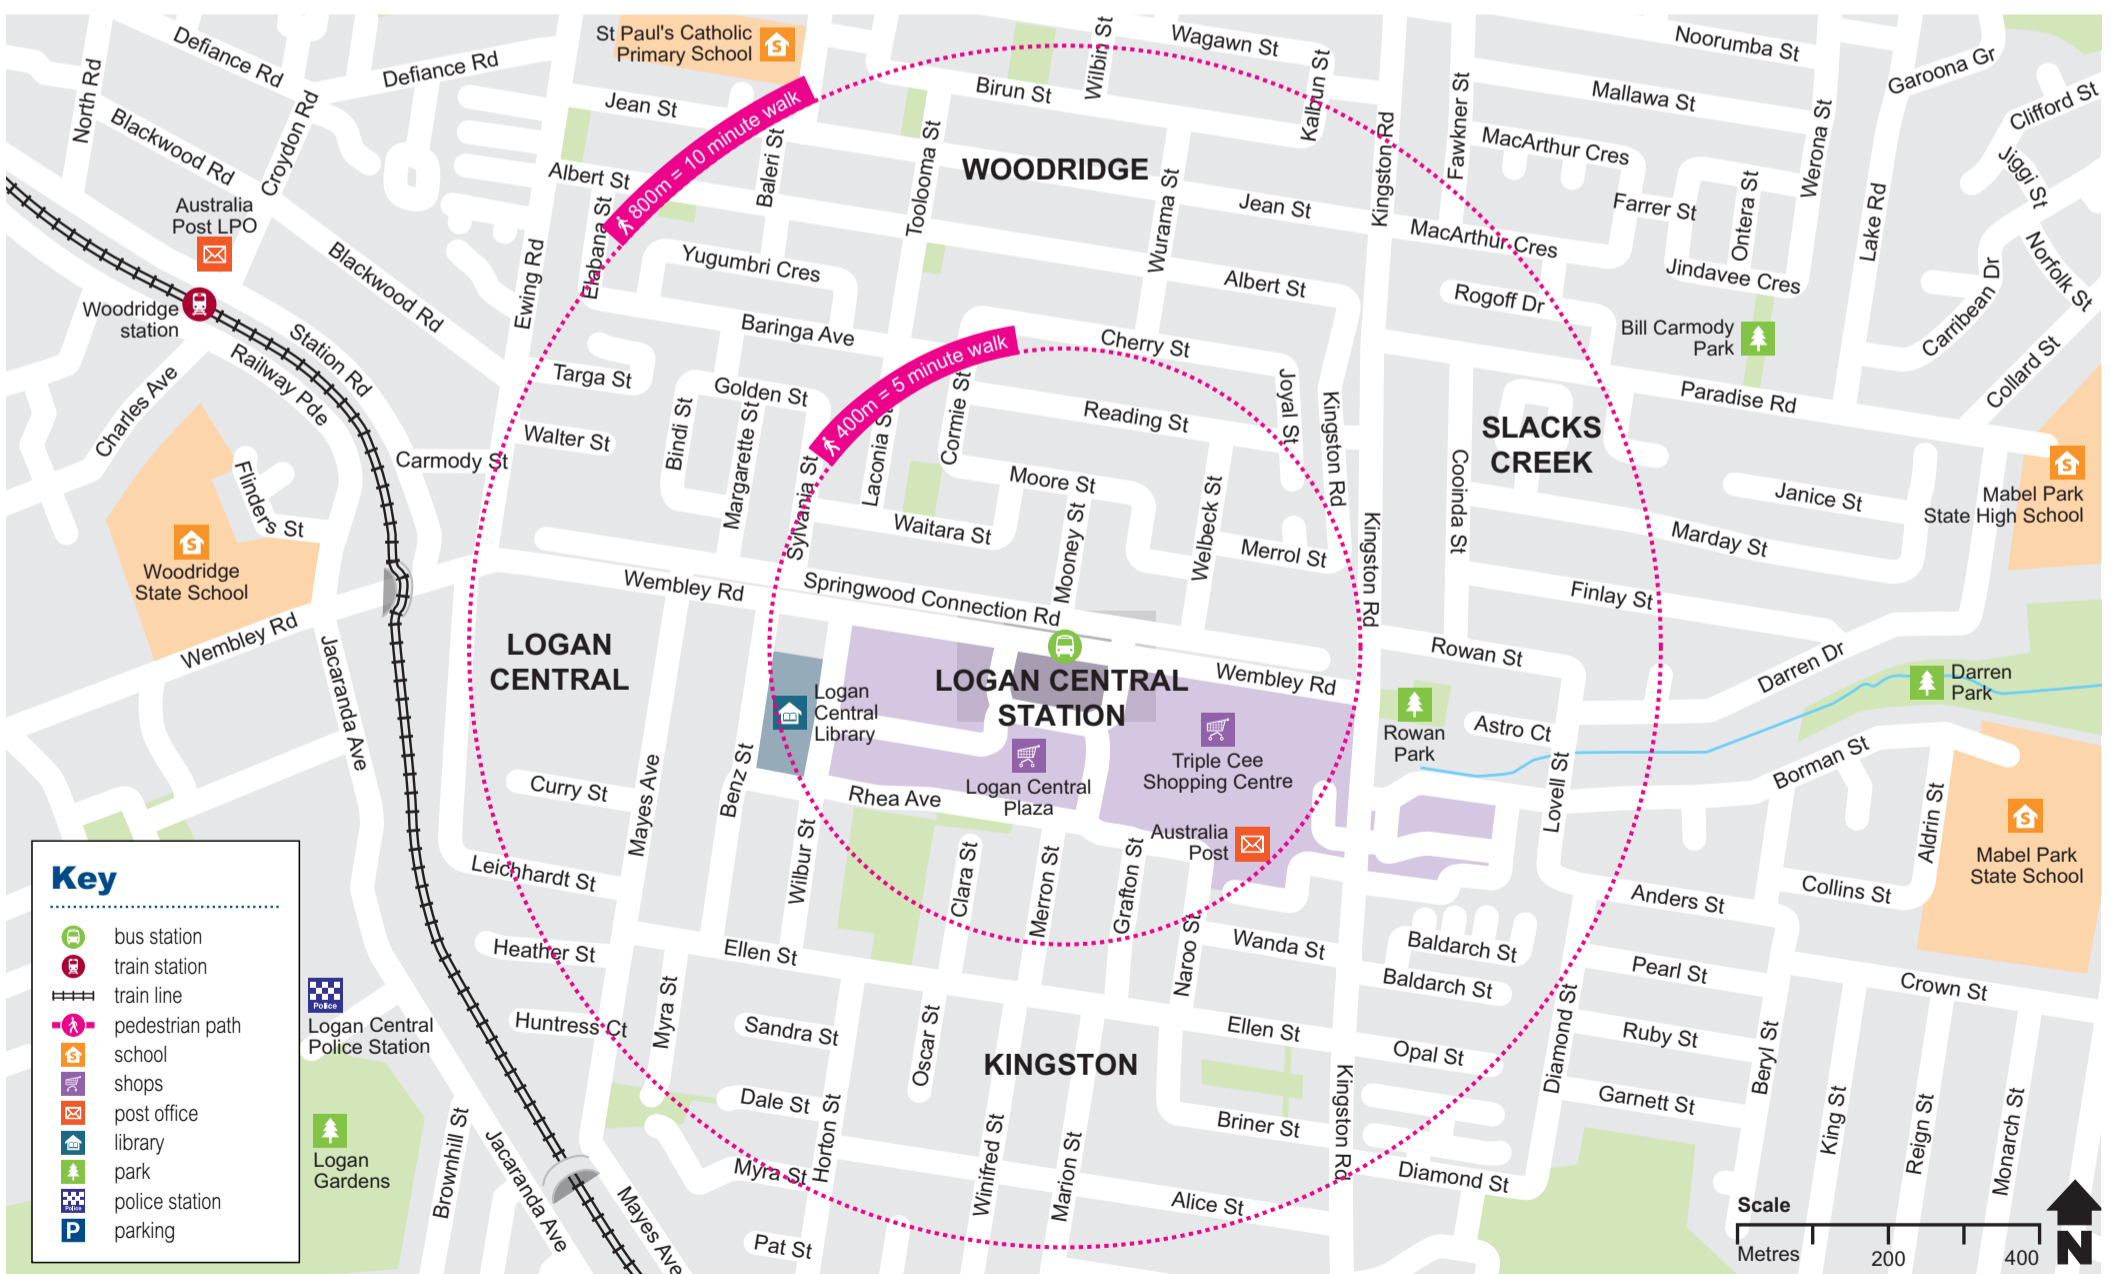 St Paul's Catholic
Primary School
Wagawn St
Noorumba St
Defiance Rd
Defiance Rd
North Rd
Croydon Rd
Blackwood Rd
Jean St
Birun St
Wilbin St
Kalbun St
Kingston Rd
Fawkner St
Mallawa St
Garoona Gr
Clifford St
Werona St
MacArthur Cres
Jiggi St
800m = 10 minute walk
Baleri St
Toolooma St
WOODRIDGE
Albert St
Elabana St
Australia
Post LPO
Wurama St
Jean St
Farrer St
Ontera St
Lake Rd
MacArthur Cres
Norfolk St
Blackwood Rd
Ewing Rd
Yugumbri Cres
Albert St
Jindavee Cres
Rogoff Dr
Carribean Dr
Woodridge
station
Station Rd
Railway Pde
Baringa Ave
Cherry St
Bill Carmody
Park
Collard St
400m = 5 minute walk
Charles Ave
Targa St
Golden St
Cormie St
Joyal St
Reading St
Kingston Rd
Paradise Rd
Walter St
Bindi St
Margarette St
Laconia St
SLACKS
CREEK
Carmody St
Sylvania St
Flinders St
Moore St
Waitara St
Mooney St
Welbeck St
Merrol St
Kingston Rd
Cooinda St
Janice St
Mabel Park
State High School
Marday St
Woodridge
State School
Wembley Rd
Springwood Connection Rd
Finlay St
Wembley Rd
Jacaranda Ave
LOGAN
CENTRAL
Rowan St
Darren Dr
Wembley Rd
LOGAN CENTRAL
STATION
Logan
Central
Library
Darren
Park
Rowan
Park
Astro Ct
Triple Cee
Shopping Centre
Logan Central
Plaza
Borman St
Curry St
Mayes Ave
Benz St
Rhea Ave
Lovell St
Australia
Post
Wilbur St
Clara St
Merron St
Grafton St
Aldrin St
Mabel Park
State School
Leichhardt St
Anders St
Collins St
Heather St
Ellen St
Naroo St
Wanda St
Baldarch St
Baldarch St
Pearl St
Crown St
Myra St
Huntress Ct
Sandra St
Oscar St
Ellen St
Opal St
Diamond St
Ruby St
Beryl St
KINGSTON
Dale St
Horton St
Kingston Rd
Garnett St
Briner St
King St
Reign St
Monarch St
Myra St
Winifred St
Marion St
Alice St
Diamond St
Brownhill St
Jacaranda Ave
Mayes Ave
Pat St
Logan Central
Police Station
Logan
Gardens
Police
Key
bus station
train station
train line
pedestrian path
school
shops
post office
library
park
Police
police station
P
parking
Scale
Metres
200
400
N
S
S
S
S
S